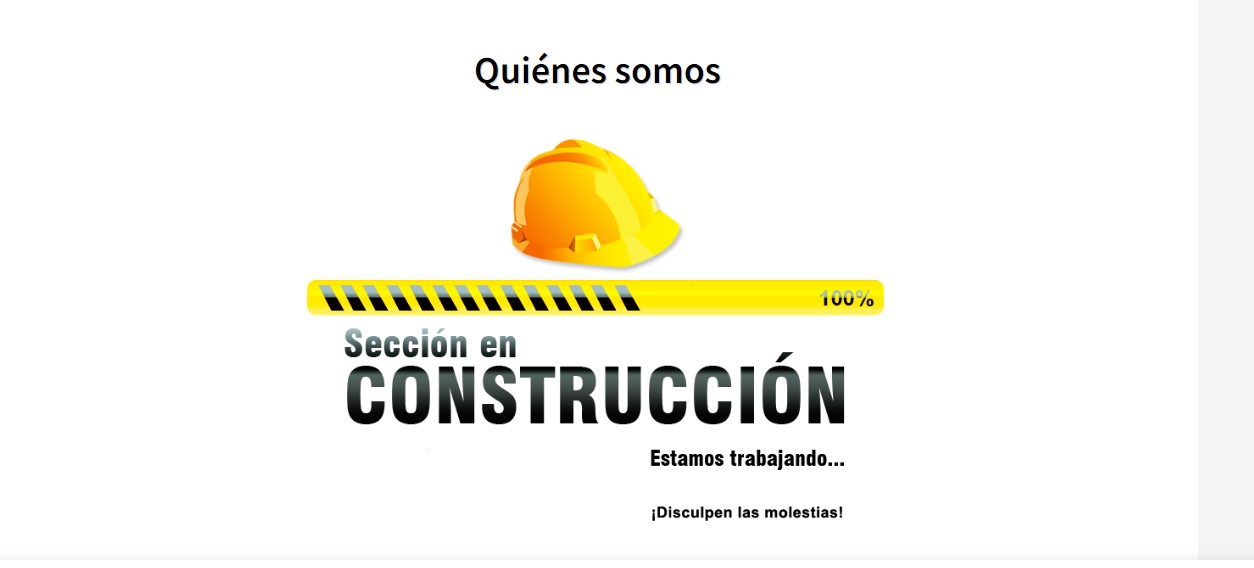 Quiénes somos
100%
Sección en
CONSTRUCCIÓN
Estamos trabajando...
¡Disculpen las molestias!